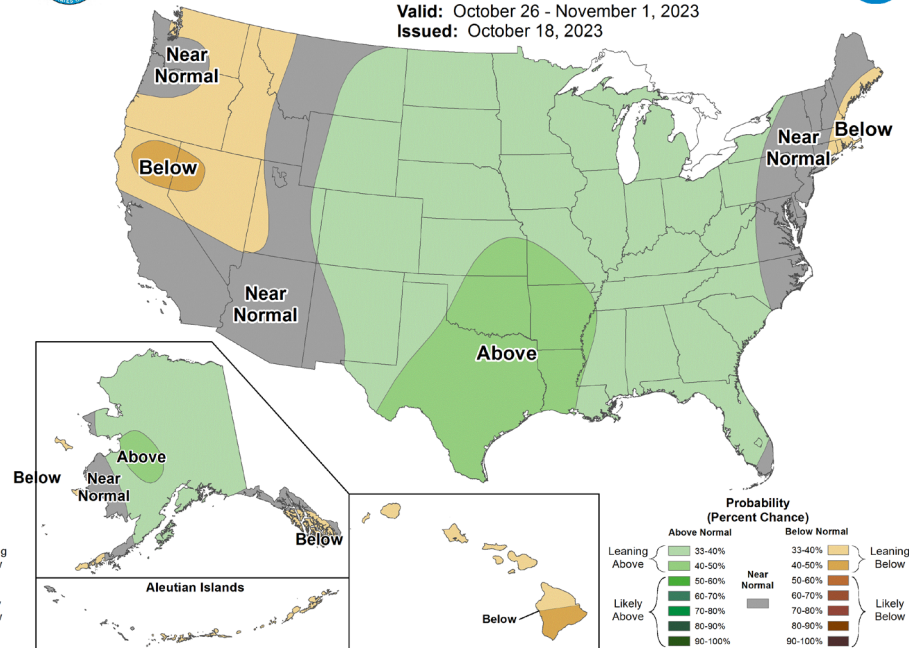 Valid: October 26 - November 1, 2023
Issued: October 18, 2023
Near
Normal
Below
Near
Normal
Above
Near
Normal
Below
Above
Below
Near
Normal
Below
Aleutian Islands
Below
Probability
(Percent Chance)
Above Normal
Below Normal
Leaning
Above
33-40%
40-50%
Likely
Above
50-60%
60-70%
70-80%
80-90%
90-100%
Near
Normal
33-40%
40-50%
Leaning
Below
50-60%
60-70%
70-80%
80-90%
90-100%
Likely
Below